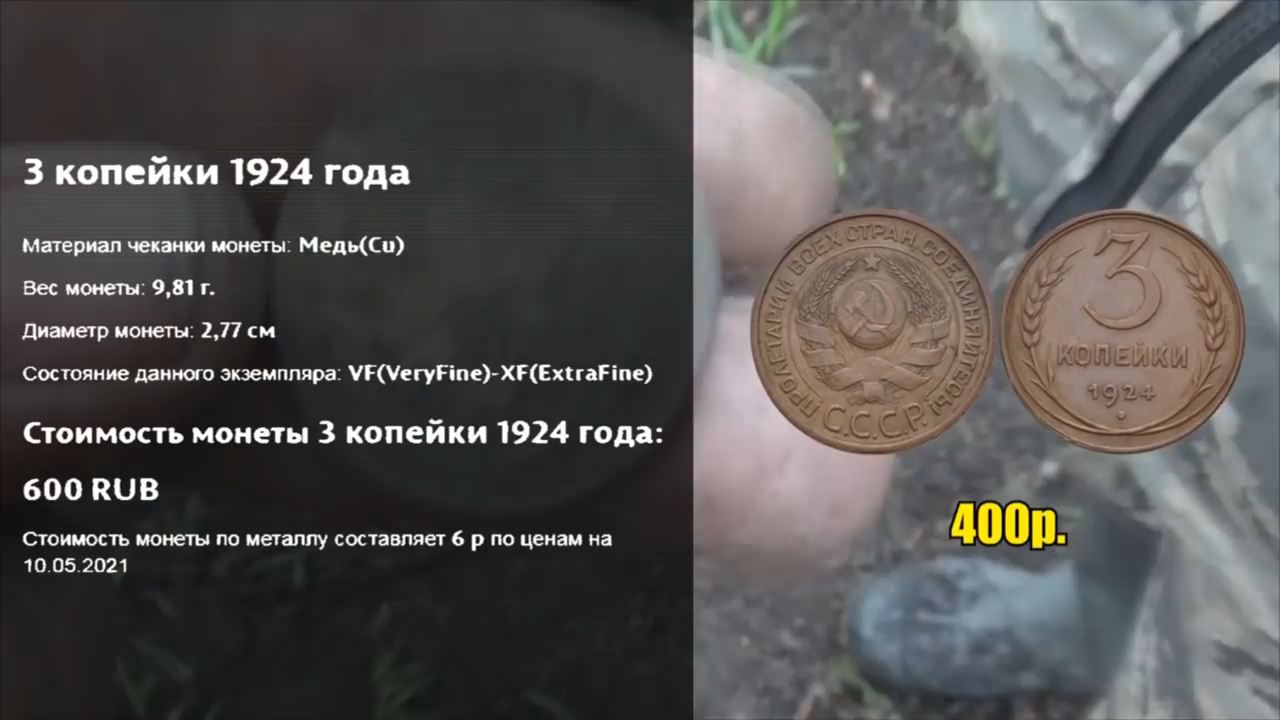 3 копейки 1924 года
Материал чеканки монеты: Медь(Cu)
Вес монеты: 9,81 г.
Диаметр монеты: 2,77 см
Состояние данного экземпляра: VF(VeryFine)-XF(ExtraFine)
Стоимость монеты 3 копейки 1924 года:
600 RUB
Стоимость монеты по металлу составляет 6 р по ценам на
10.05.2021
ПРОЛЕТАРИИ ВСЕХ СТРАН, СОЕДИНЯЙТЕСЬ!
С.С.С.Р.
3
КОПЕЙКИ
1924
400р.